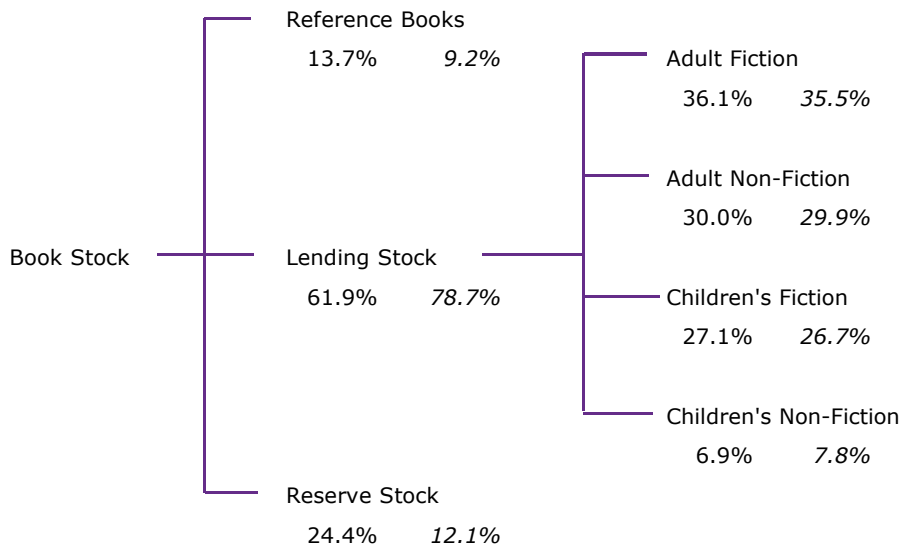 Book Stock
Reference Books
13.7% 9.2%
Lending Stock
61.9% 78.7%
Reserve Stock
24.4% 12.1%
Adult Fiction
36.1% 35.5%
Adult Non-Fiction
30.0% 29.9%
Children's Fiction
27.1% 26.7%
Children's Non-Fiction
6.9% 7.8%